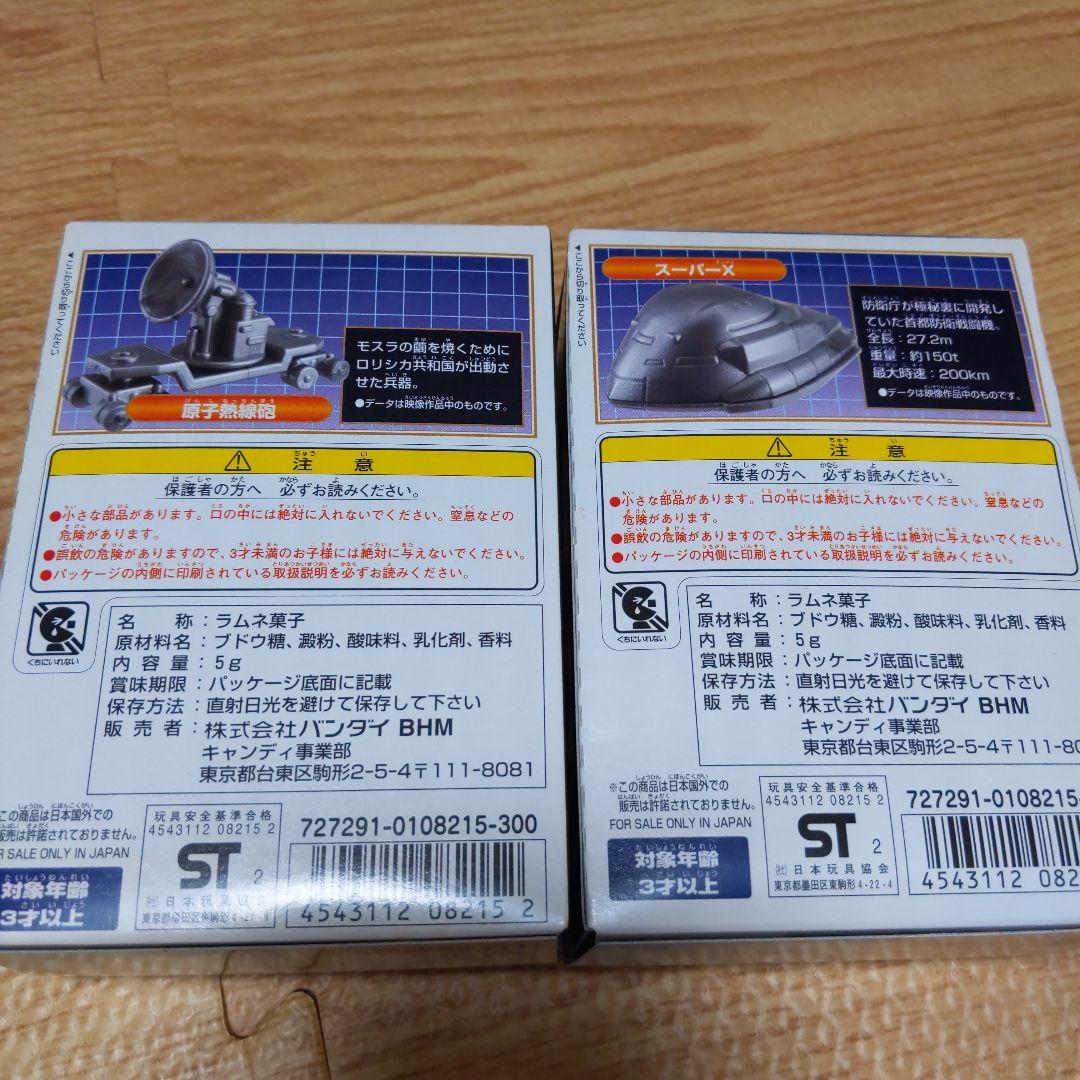 ▲ここから切り取ってください
モスラの繭を焼くために
ロリシカ共和国が出動さ
せた兵器。
●データは映像作品中のものです。
原子熱線砲
⚠ 注意
保護者の方へ 必ずお読みください。
●小さな部品があります。口の中には絶対に入れないでください。窒息などの
危険があります。
●誤飲の危険がありますので、3才未満のお子様には絶対に与えないでください。
●パッケージの内側に印刷されている取扱説明を必ずお読みください。
くちにいれない
名称:ラムネ菓子
原材料名:ブドウ糖、澱粉、酸味料、乳化剤、香料
内容量:5g
賞味期限:パッケージ底面に記載
保存方法:直射日光を避けて保存して下さい
販売者:株式会社バンダイ BHM
キャンディ事業部
東京都台東区駒形2-5-4〒111-8081
この商品は日本国外での
販売は許諾されておりません。
R SALE ONLY IN JAPAN
対象年齢
3才以上
玩具安全基準合格
4543112 08215 2
ST 2
(社)日本玩具協会
東京都墨田区東駒形4-22-4
727291-0108215-300
4543112 08215 2
▲ここから切り取ってください
スーパーX
防衛庁が極秘裏に開発し
ていた首都防衛戦闘機。
全長:27.2m
重量:約150t
最大時速:200km
●データは映像作品中のものです。
⚠ 注意
保護者の方へ 必ずお読みください。
●小さな部品があります。口の中には絶対に入れないでください。窒息などの
危険があります。
●誤飲の危険がありますので、3才未満のお子様には絶対に与えないでください。
●パッケージの内側に印刷されている取扱説明を必ずお読みください。
くちにいれない
名称:ラムネ菓子
原材料名:ブドウ糖、澱粉、酸味料、乳化剤、香料
内容量:5g
賞味期限:パッケージ底面に記載
保存方法:直射日光を避けて保存して下さい
販売者:株式会社バンダイ BHM
キャンディ事業部
東京都台東区駒形2-5-4〒111-80
※この商品は日本国外での
販売は許諾されておりません。
FOR SALE ONLY IN JAPAN
対象年齢
3才以上
玩具安全基準合格
4543112 08215 2
ST 2
(社)日本玩具協会
東京都墨田区東駒形4-22-4
727291-0108215-
4543112 082